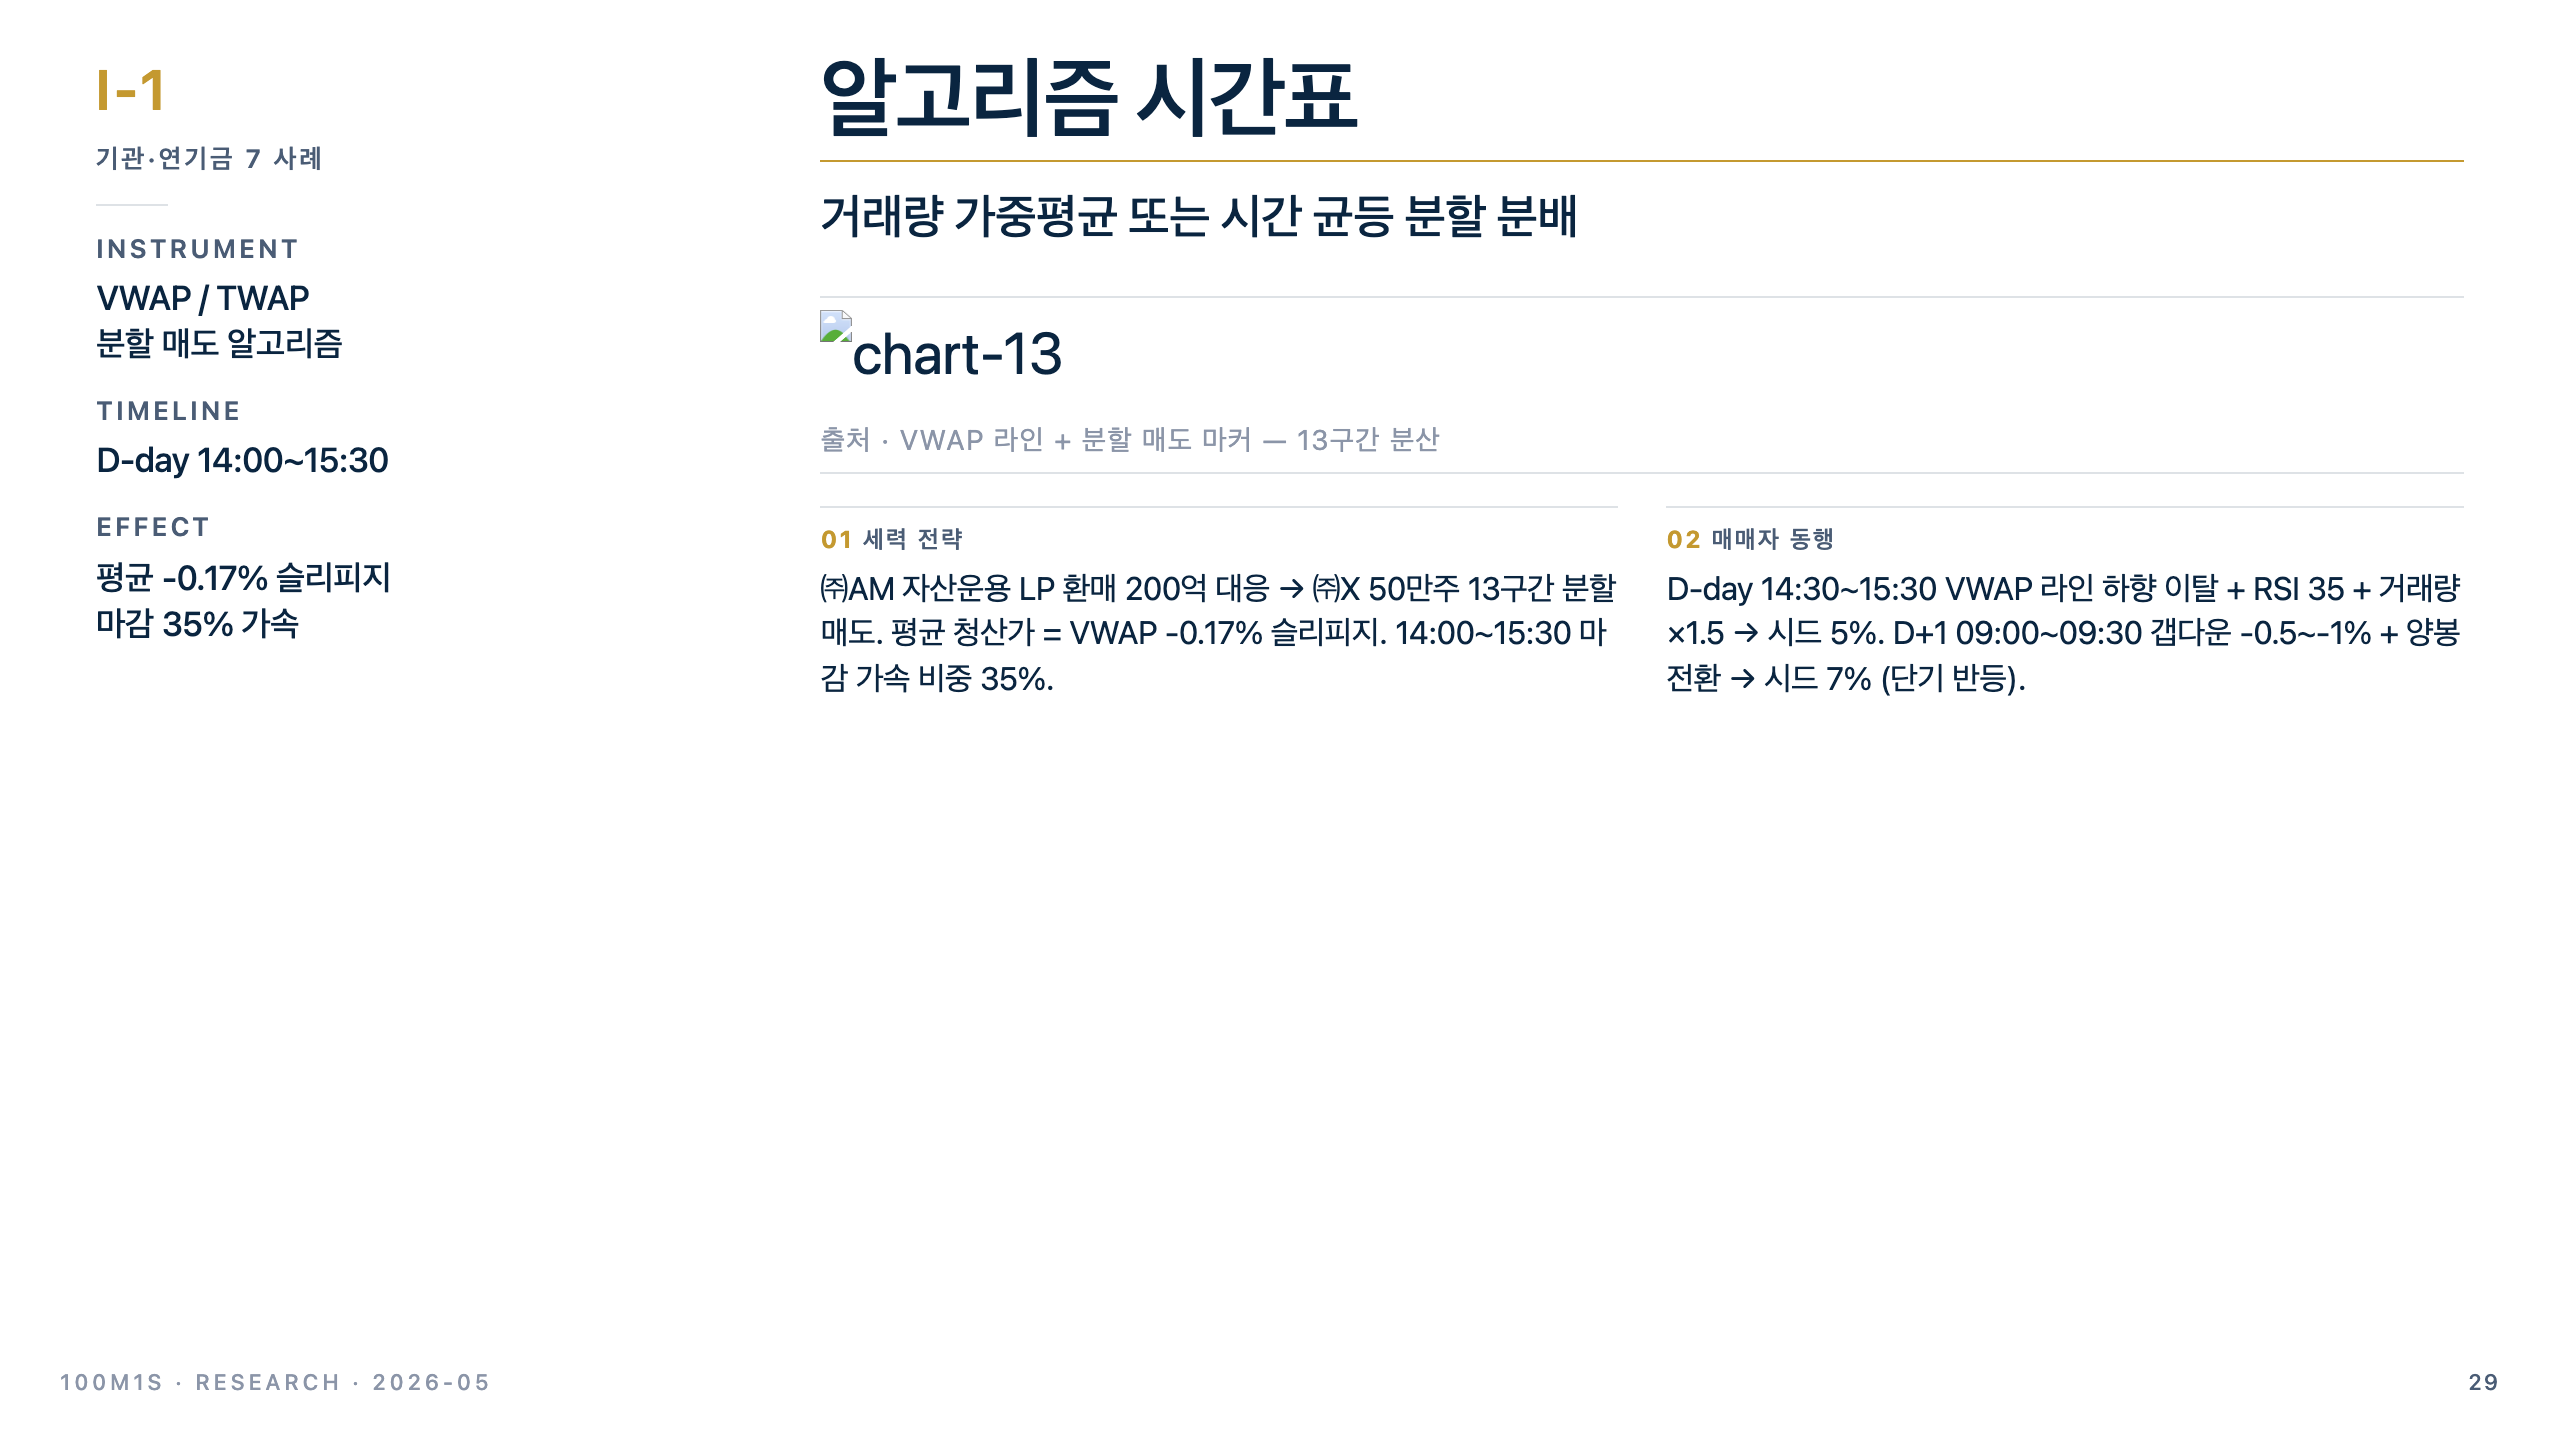 I-1
기관·연기금 7 사례
INSTRUMENT
VWAP / TWAP
분할 매도 알고리즘
TIMELINE
D-day 14:00~15:30
EFFECT
평균 -0.17% 슬리피지
마감 35% 가속
알고리즘 시간표
거래량 가중평균 또는 시간 균등 분할 분배
chart-13
출처 · VWAP 라인 + 분할 매도 마커 — 13구간 분산
01 세력 전략
㈜AM 자산운용 LP 환매 200억 대응 → ㈜X 50만주 13구간 분할
매도. 평균 청산가 = VWAP -0.17% 슬리피지. 14:00~15:30 마
감 가속 비중 35%.
02 매매자 동행
D-day 14:30~15:30 VWAP 라인 하향 이탈 + RSI 35 + 거래량
×1.5 → 시드 5%. D+1 09:00~09:30 갭다운 -0.5~-1% + 양봉
전환 → 시드 7% (단기 반등).
100M1S · RESEARCH · 2026-05
29